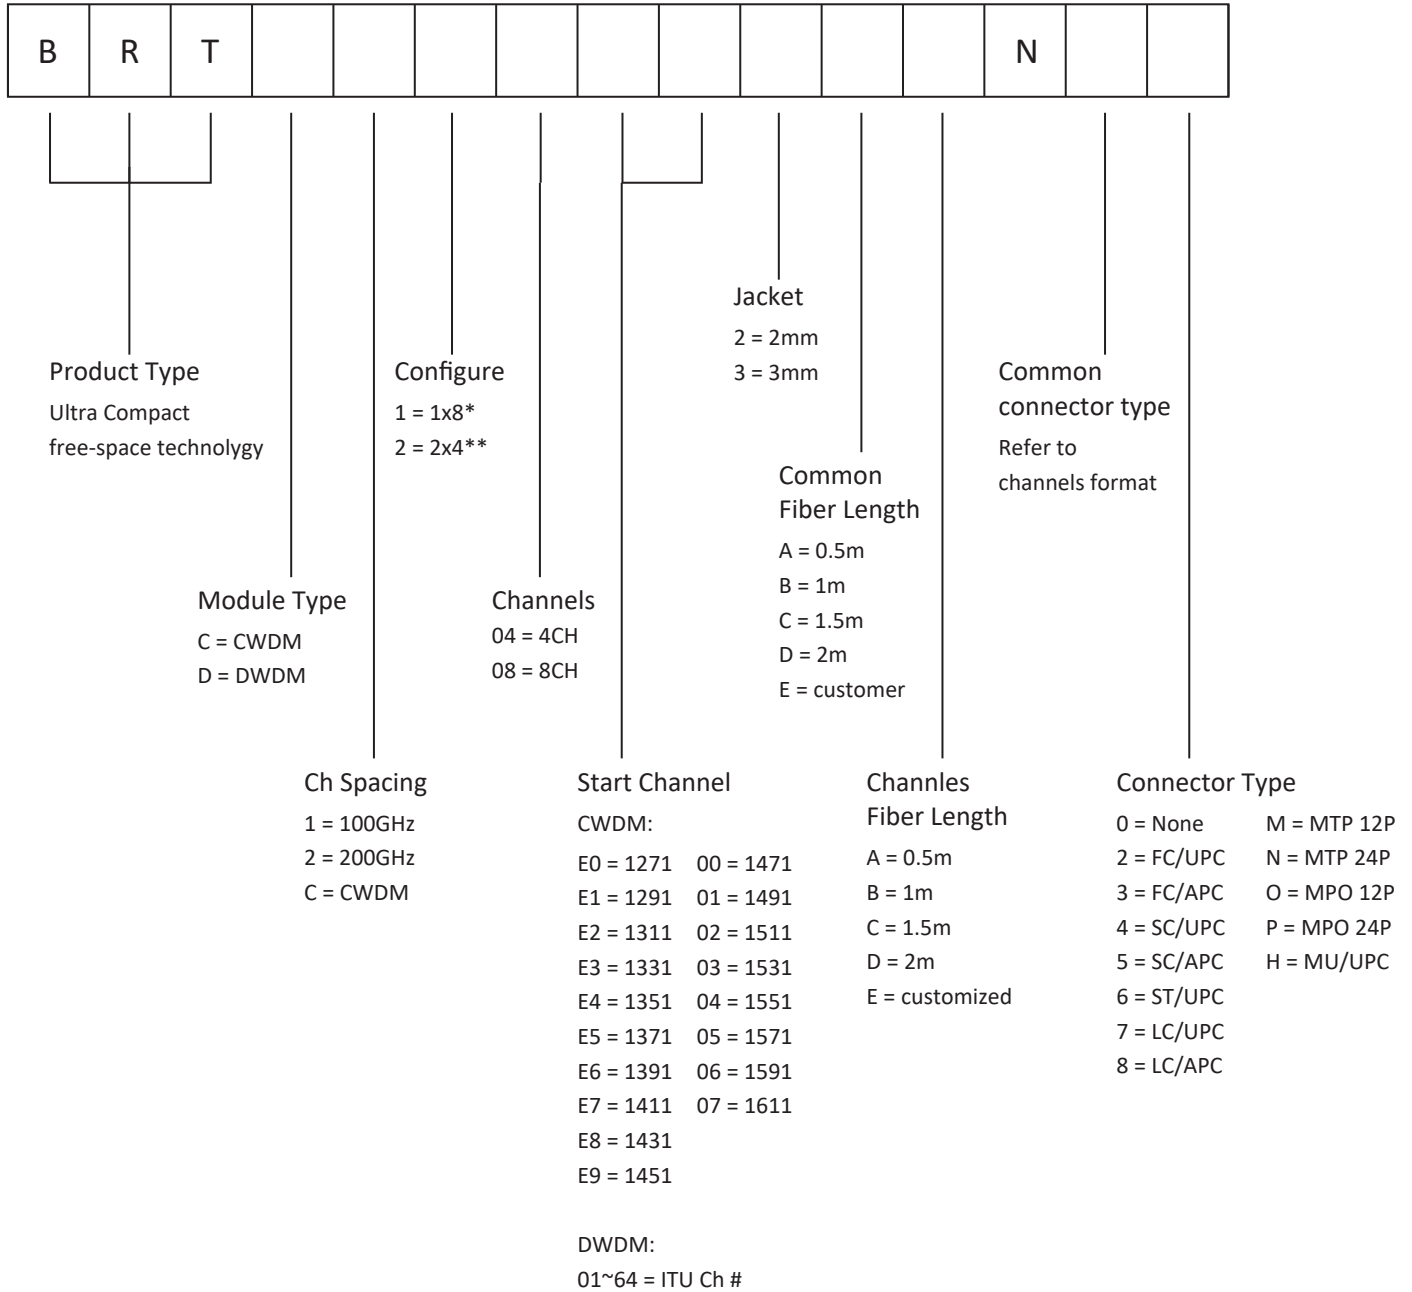 B R T N
Product Type
Ultra Compact
free-space technolygy
Module Type
C = CWDM
D = DWDM
Ch Spacing
1 = 100GHz
2 = 200GHz
C = CWDM
Configure
1 = 1x8*
2 = 2x4**
Channels
04 = 4CH
08 = 8CH
Start Channel
CWDM:
E0 = 1271 00 = 1471
E1 = 1291 01 = 1491
E2 = 1311 02 = 1511
E3 = 1331 03 = 1531
E4 = 1351 04 = 1551
E5 = 1371 05 = 1571
E6 = 1391 06 = 1591
E7 = 1411 07 = 1611
E8 = 1431
E9 = 1451
DWDM:
01~64 = ITU Ch #
Jacket
2 = 2mm
3 = 3mm
Common
Fiber Length
A = 0.5m
B = 1m
C = 1.5m
D = 2m
E = customer
Channles
Fiber Length
A = 0.5m
B = 1m
C = 1.5m
D = 2m
E = customized
Common
connector type
Refer to
channels format
Connector Type
0 = None M = MTP 12P
2 = FC/UPC N = MTP 24P
3 = FC/APC O = MPO 12P
4 = SC/UPC P = MPO 24P
5 = SC/APC H = MU/UPC
6 = ST/UPC
7 = LC/UPC
8 = LC/APC